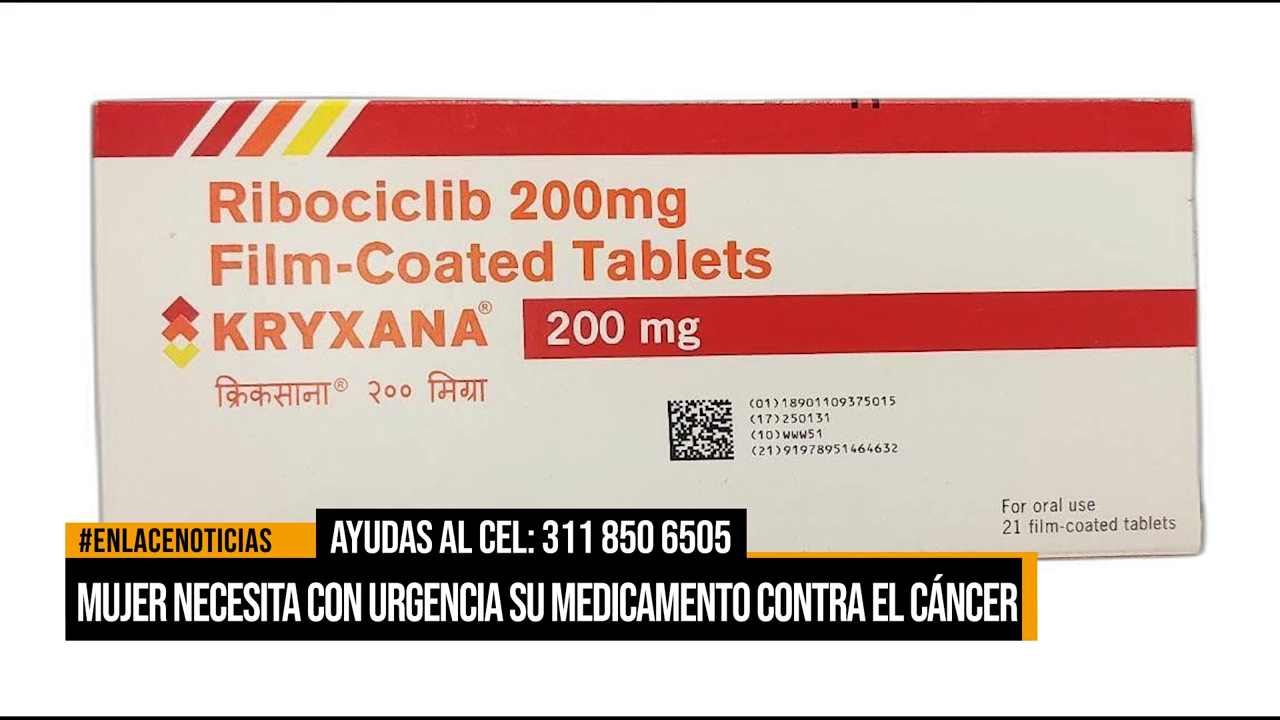 Ribociclib 200mg
Film-Coated Tablets
KRYXANA® 200 mg
क्रिकसाना® २०० मिग्रा
(01)18901109375015
(17)250131
(10)WWW51
(21)91978951464632
For oral use
21 film-coated tablets
#ENLACENOTICIAS
AYUDAS AL CEL: 311 850 6505
MUJER NECESITA CON URGENCIA SU MEDICAMENTO CONTRA EL CÁNCER